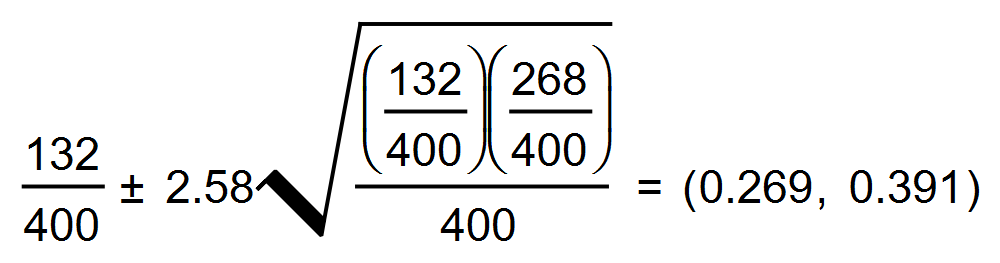 132/400 ± 2.58√(((132/400)(268/400))/400) = (0.269, 0.391)